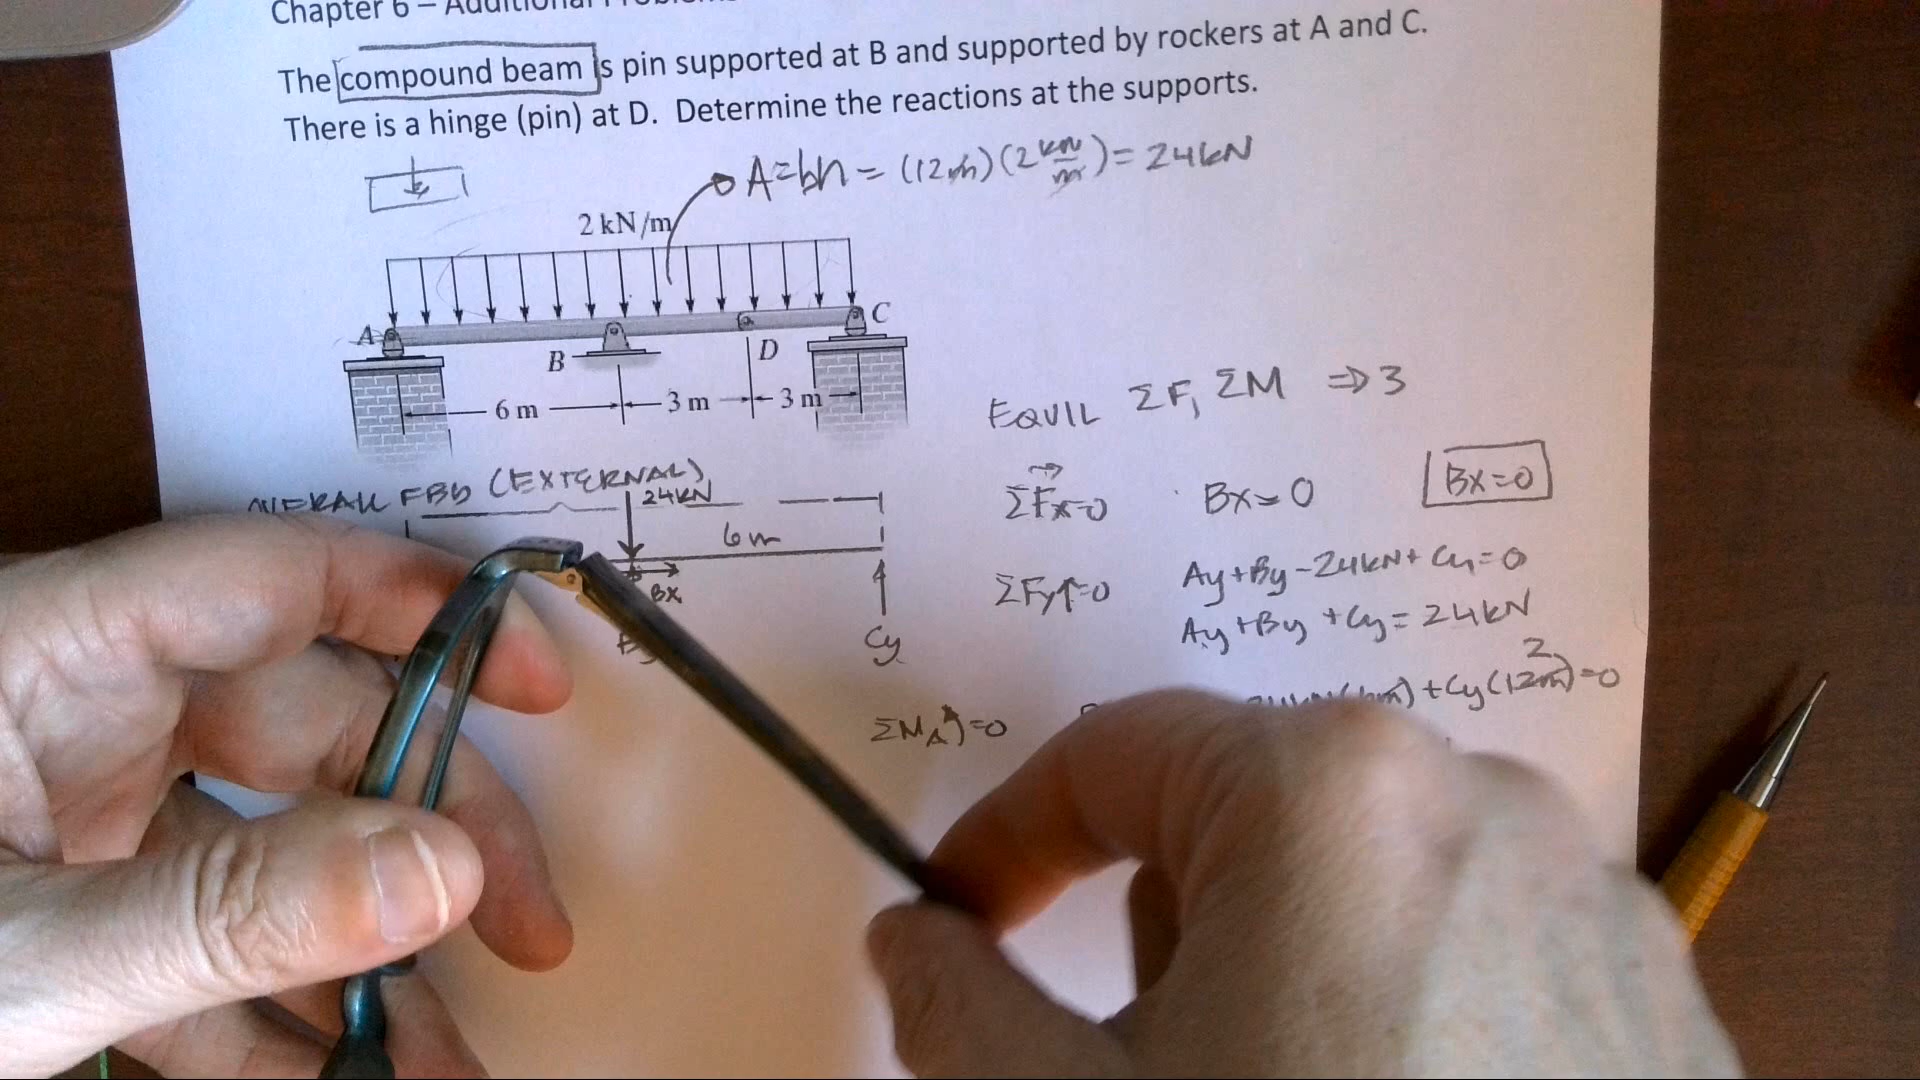 Chapter 6 – Additional
The compound beam is pin supported at B and supported by rockers at A and C.
There is a hinge (pin) at D. Determine the reactions at the supports.
A=bh = (12m)(2 kN/m) = 24kN
2 kN/m
A
C
B
D
6 m
3 m
3 m
EQUIL ΣF, ΣM ⇒ 3
OVERALL FBD (EXTERNAL)
24KN
6m
Bx
Cy
ΣFx=0 Bx=0 Bx=0
ΣFy↑=0 Ay+By-24kN+Cy=0
Ay+By+Cy=24kN
+Cy(12m)=0
2
ΣMA=0